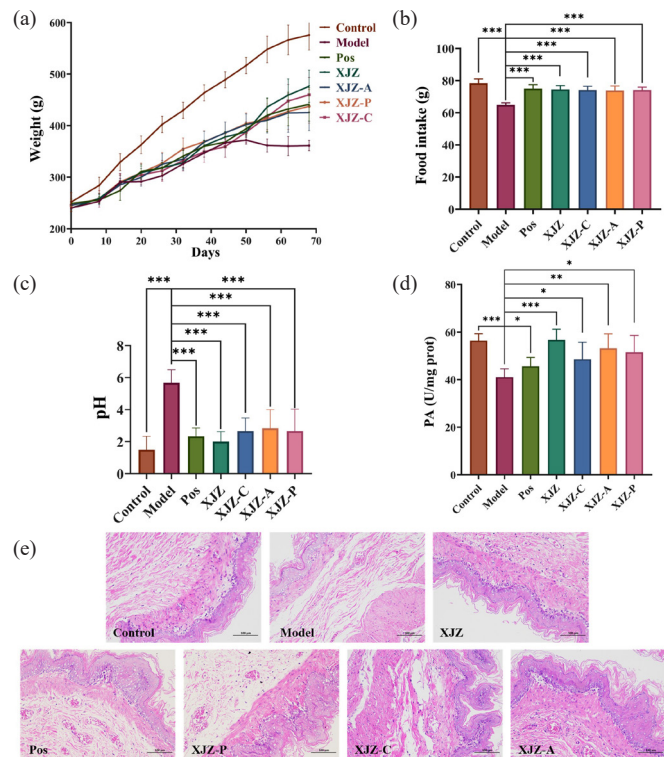 (a)
600
500
400
300
200
Weight (g)
0 10 20 30 40 50 60 70
Days
Control
Model
Pos
XJZ
XJZ-A
XJZ-P
XJZ-C
(b)
***
***
***
***
***
***
100
80
60
40
20
0
Food intake (g)
Control
Model
Pos
XJZ
XJZ-C
XJZ-A
XJZ-P
(c)
*** ***
***
***
***
***
8
6
4
2
0
pH
Control
Model
Pos
XJZ
XJZ-C
XJZ-A
XJZ-P
(d)
*
**
*
***
*** *
80
60
40
20
0
PA (U/mg prot)
Control
Model
Pos
XJZ
XJZ-C
XJZ-A
XJZ-P
(e)
Control
Model
XJZ
Pos
XJZ-P
XJZ-C
XJZ-A